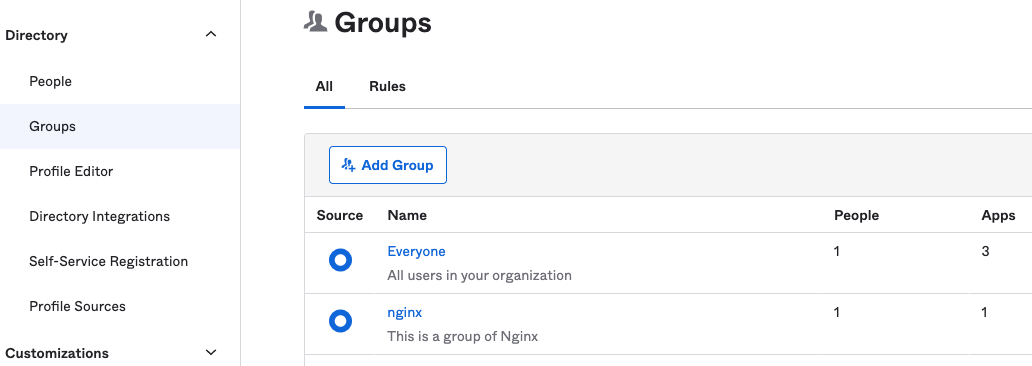 Groups
Directory
People
Groups
Profile Editor
Directory Integrations
Self-Service Registration
Profile Sources
Customizations
All Rules
Add Group
Source Name People Apps
Everyone 1 3
All users in your organization
nginx 1 1
This is a group of Nginx